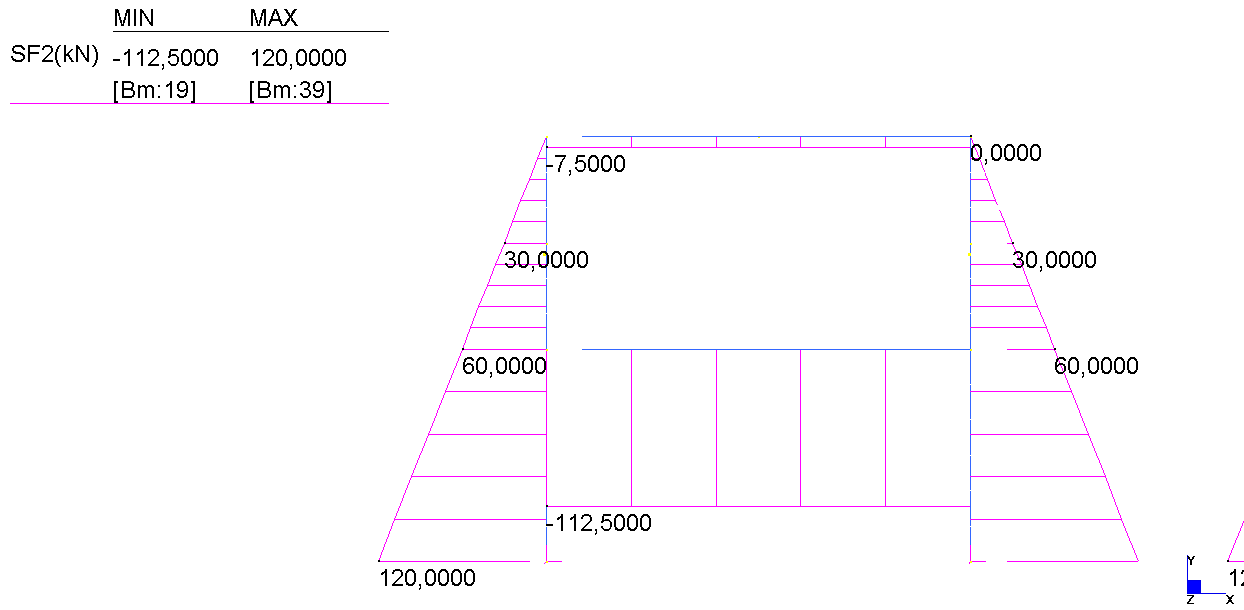 MIN MAX
SF2(kN) -112,5000 120,0000
[Bm:19] [Bm:39]
0,0000
-7,5000
30,0000 30,0000
60,0000 60,0000
-112,5000
Y
120,0000
Z X